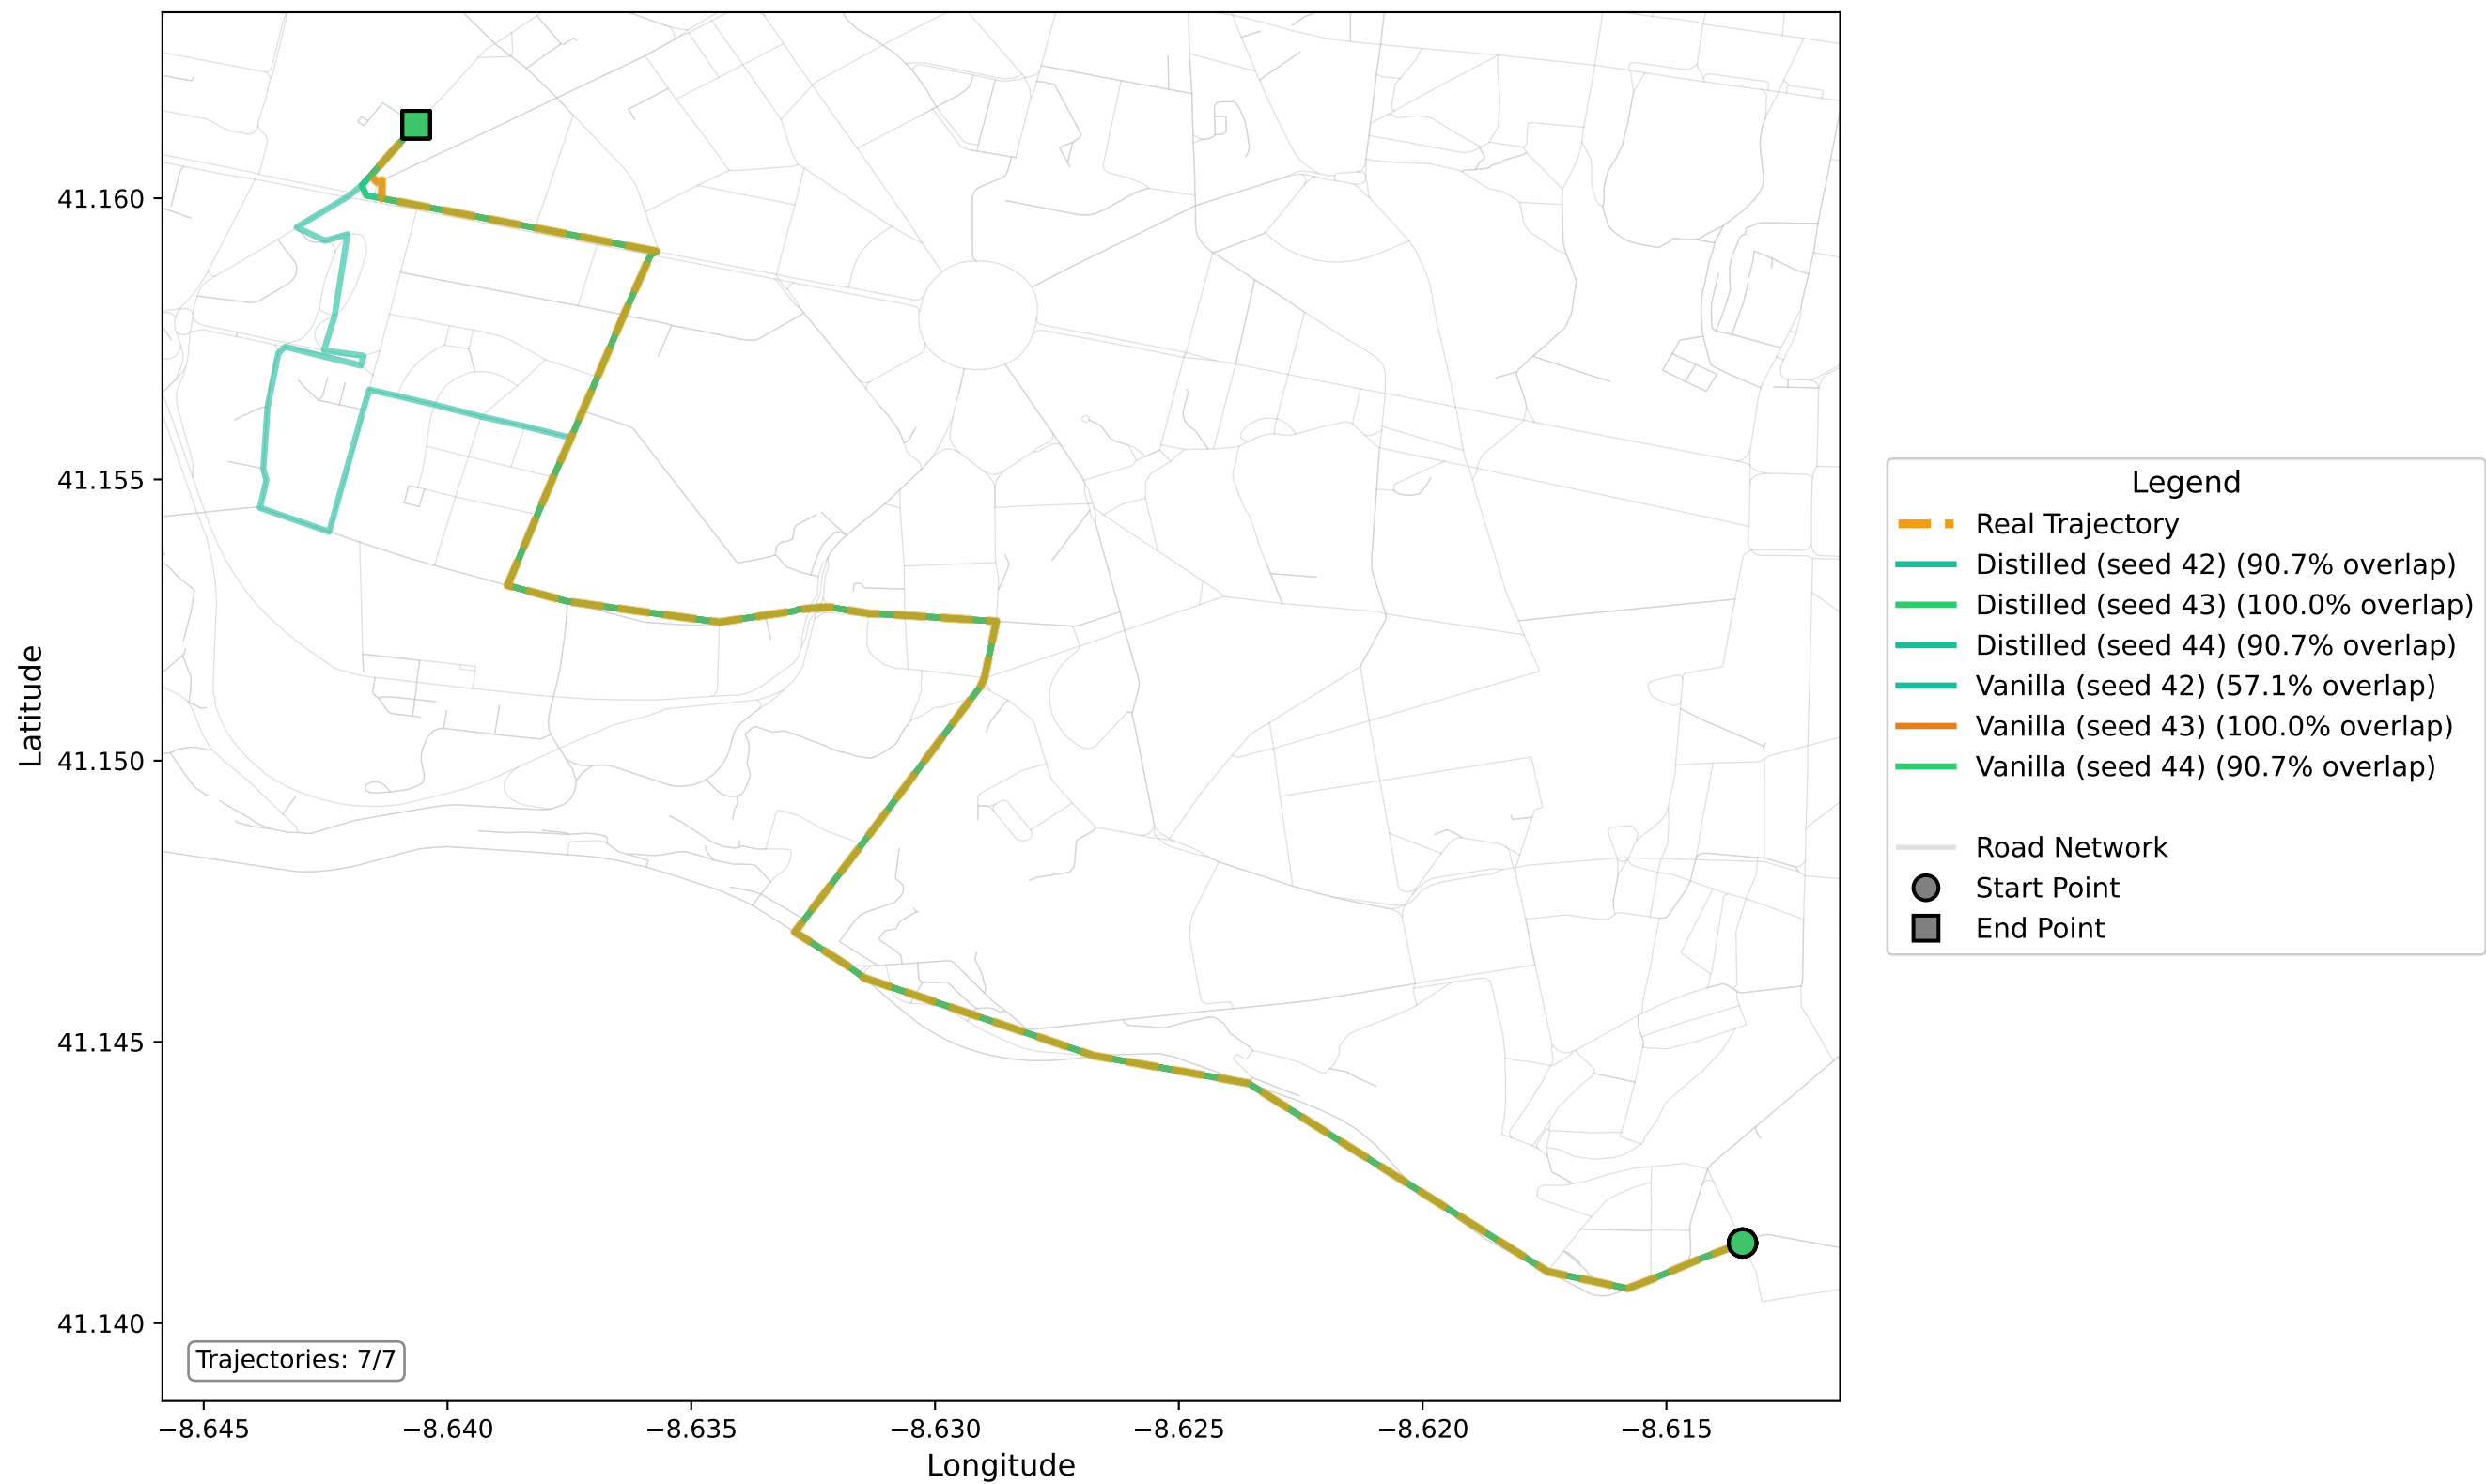 41.160
41.155
41.150
41.145
41.140
Latitude
Trajectories: 7/7
−8.645
−8.640
−8.635
−8.630
−8.625
−8.620
−8.615
Longitude
Legend
Real Trajectory
Distilled (seed 42) (90.7% overlap)
Distilled (seed 43) (100.0% overlap)
Distilled (seed 44) (90.7% overlap)
Vanilla (seed 42) (57.1% overlap)
Vanilla (seed 43) (100.0% overlap)
Vanilla (seed 44) (90.7% overlap)
Road Network
Start Point
End Point